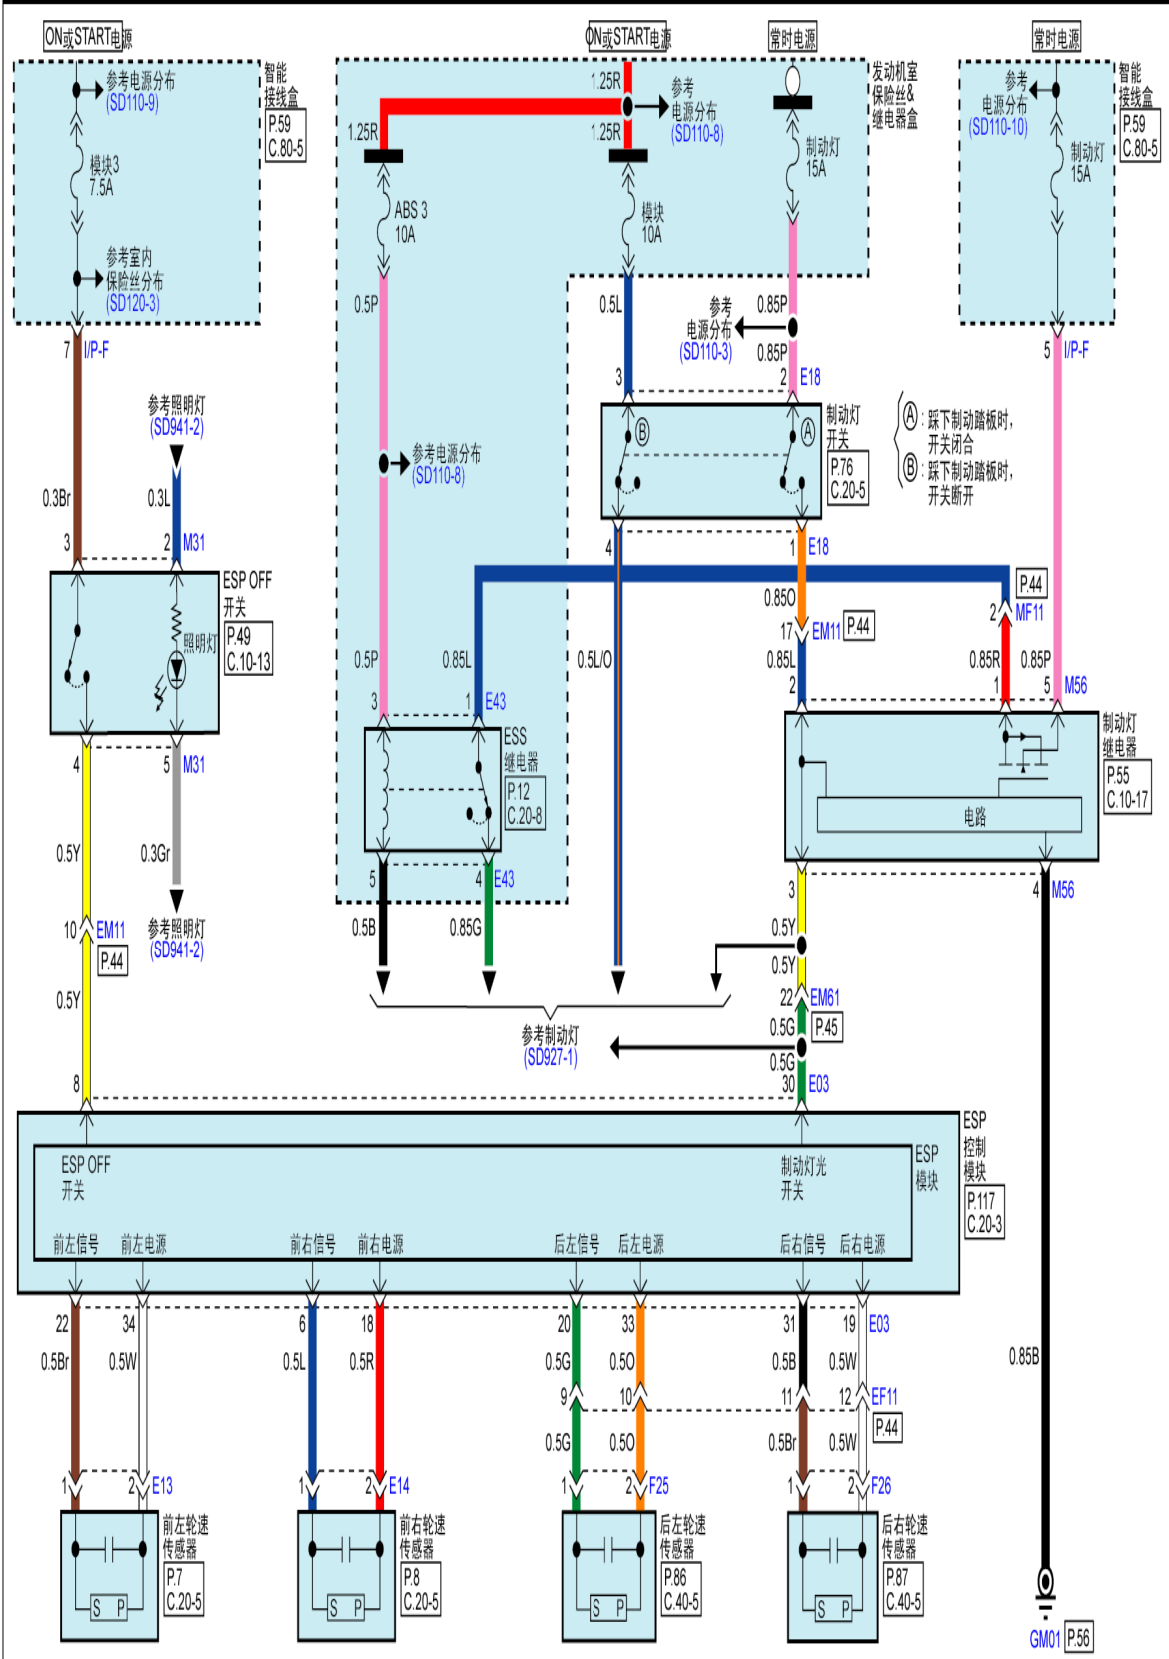 ON或START电源
ON或START电源
常时电源
常时电源
参考电源分布
(SD110-9)
模块3
7.5A
参考室内
保险丝分布
(SD120-3)
智能
接线盒
P.59
C.80-5
7
I/P-F
1.25R
1.25R
1.25R
参考
电源分布
(SD110-8)
ABS 3
10A
模块
10A
制动灯
15A
发动机室
保险丝&
继电器盒
参考
电源分布
(SD110-10)
制动灯
15A
智能
接线盒
P.59
C.80-5
5
I/P-F
0.5P
0.5L
参考
电源分布
(SD110-3)
0.85P
0.85P
3
2
E18
参考照明灯
(SD941-2)
0.3Br
0.3L
3
2
M31
参考电源分布
(SD110-8)
B
A
制动灯
开关
P.76
C.20-5
A : 踩下制动踏板时,
开关闭合
B : 踩下制动踏板时,
开关断开
4
1
E18
ESP OFF
开关
P.49
C.10-13
照明灯
0.85O
17
EM11
P.44
P.44
2
MF11
0.5P
0.85L
0.5L/O
0.85L
0.85R
0.85P
3
1
E43
2
1
5
M56
4
5
M31
ESS
继电器
P.12
C.20-8
制动灯
继电器
P.55
C.10-17
电路
0.5Y
0.3Gr
5
4
E43
3
4
M56
10
EM11
P.44
参考照明灯
(SD941-2)
0.5B
0.85G
0.5Y
0.5Y
0.5Y
22
EM61
P.45
参考制动灯
(SD927-1)
0.5G
0.5G
8
30
E03
ESP OFF
开关
制动灯光
开关
ESP
模块
ESP
控制
模块
P.117
C.20-3
前左信号
前左电源
前右信号
前右电源
后左信号
后左电源
后右信号
后右电源
22
34
6
18
20
33
31
19
E03
0.5Br
0.5W
0.5L
0.5R
0.5G
0.5O
0.5B
0.5W
0.85B
9
10
11
12
EF11
P.44
0.5G
0.5O
0.5Br
0.5W
1
2
E13
1
2
E14
1
2
F25
1
2
F26
前左轮速
传感器
P.7
C.20-5
S P
前右轮速
传感器
P.8
C.20-5
S P
后左轮速
传感器
P.86
C.40-5
S P
后右轮速
传感器
P.87
C.40-5
S P
GM01
P.56